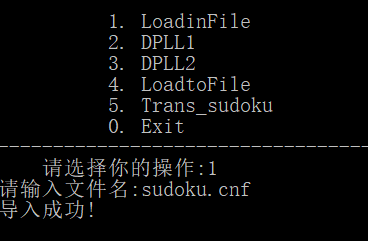 1. LoadinFile
2. DPLL1
3. DPLL2
4. LoadtoFile
5. Trans_sudoku
0. Exit
------------------------------------
请选择你的操作:1
请输入文件名:sudoku.cnf
导入成功!